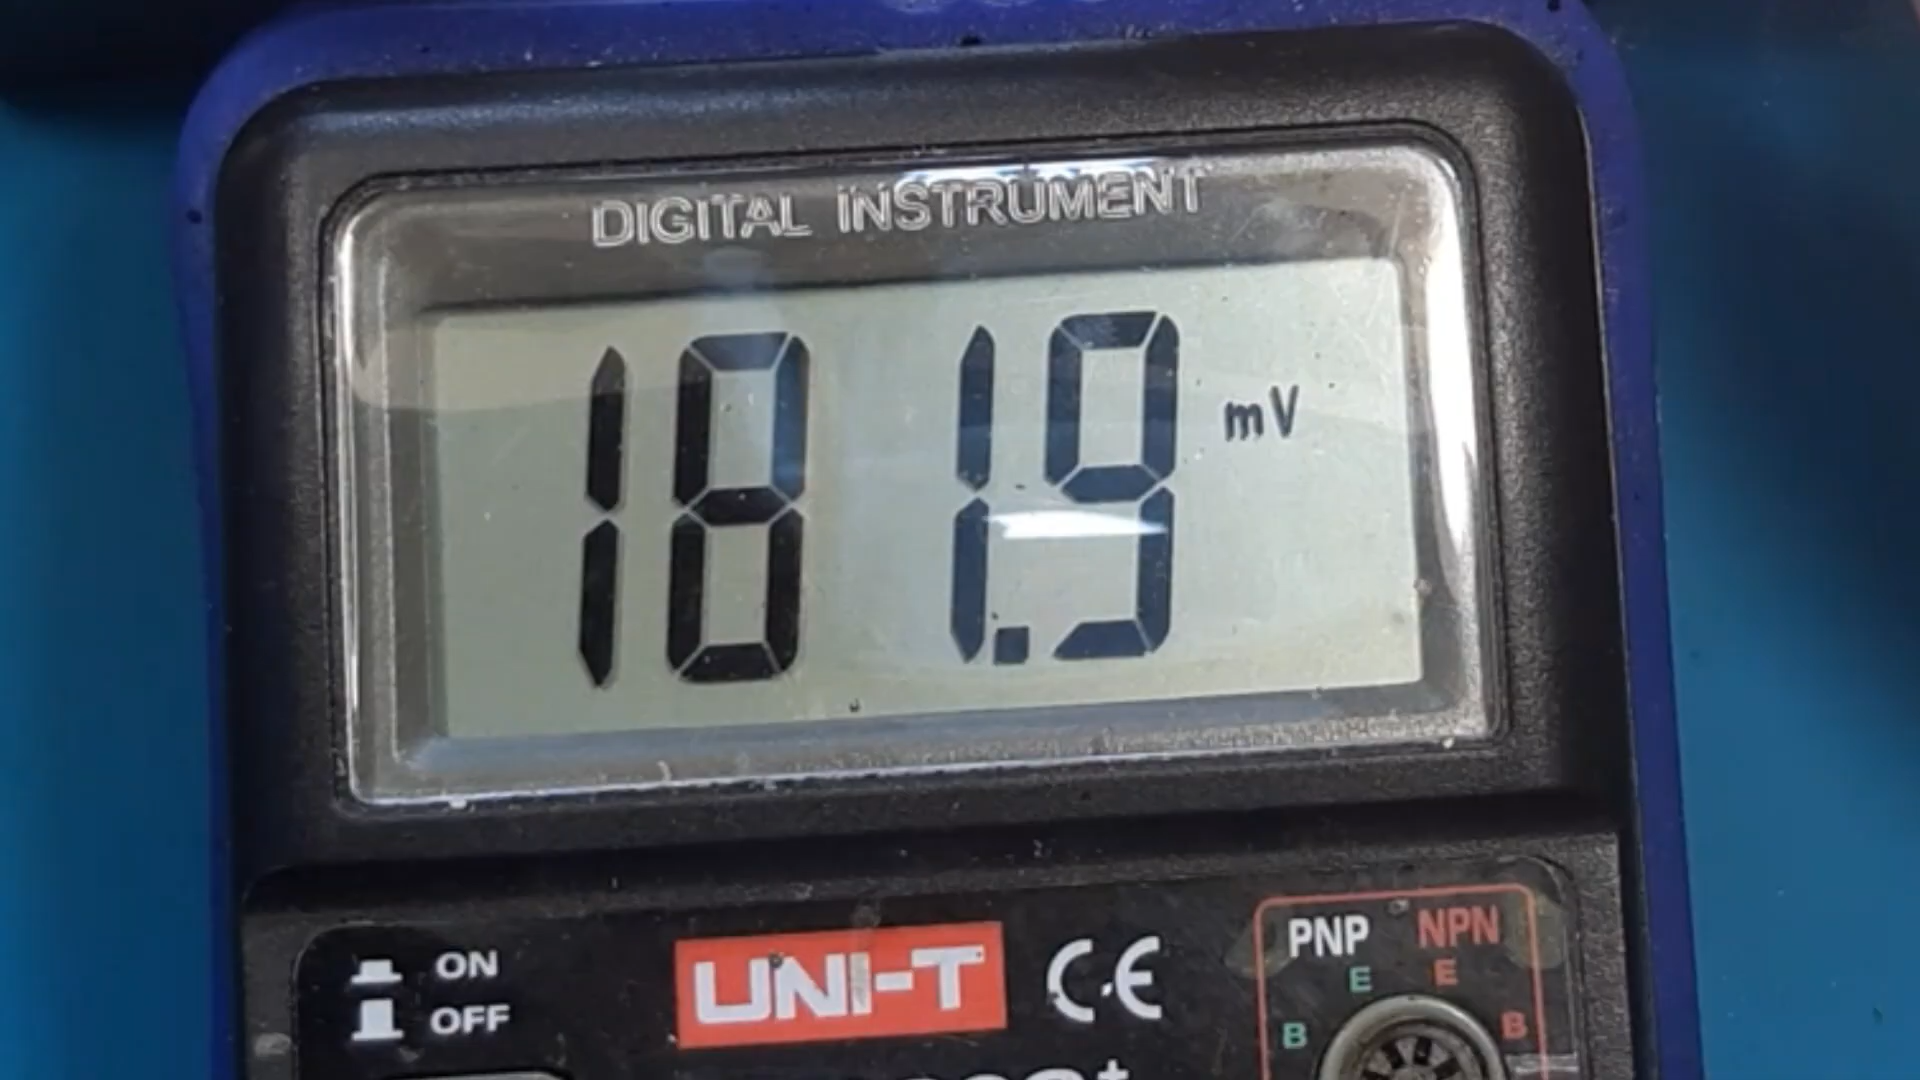 DIGITAL INSTRUMENT
181.9 mV
ON
OFF
UNI-T CE
PNP NPN
E E
B B